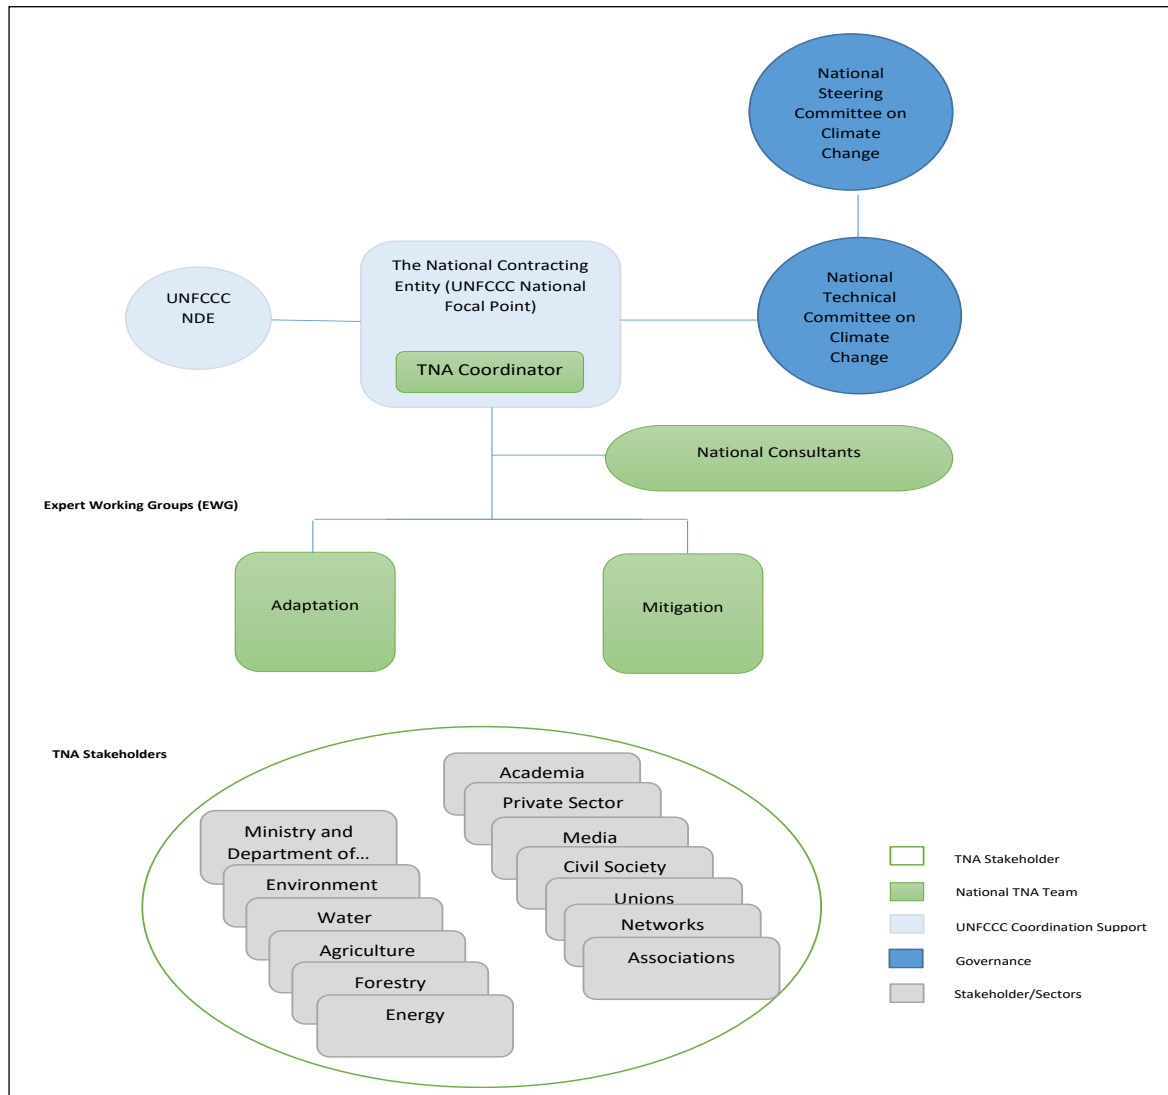 National
Steering
Committee on
Climate
Change
The National Contracting
Entity (UNFCCC National
Focal Point)
TNA Coordinator
UNFCCC
NDE
National
Technical
Committee on
Climate
Change
National Consultants
Expert Working Groups (EWG)
Adaptation
Mitigation
TNA Stakeholders
Ministry and
Department of...
Environment
Water
Agriculture
Forestry
Energy
Academia
Private Sector
Media
Civil Society
Unions
Networks
Associations
TNA Stakeholder
National TNA Team
UNFCCC Coordination Support
Governance
Stakeholder/Sectors